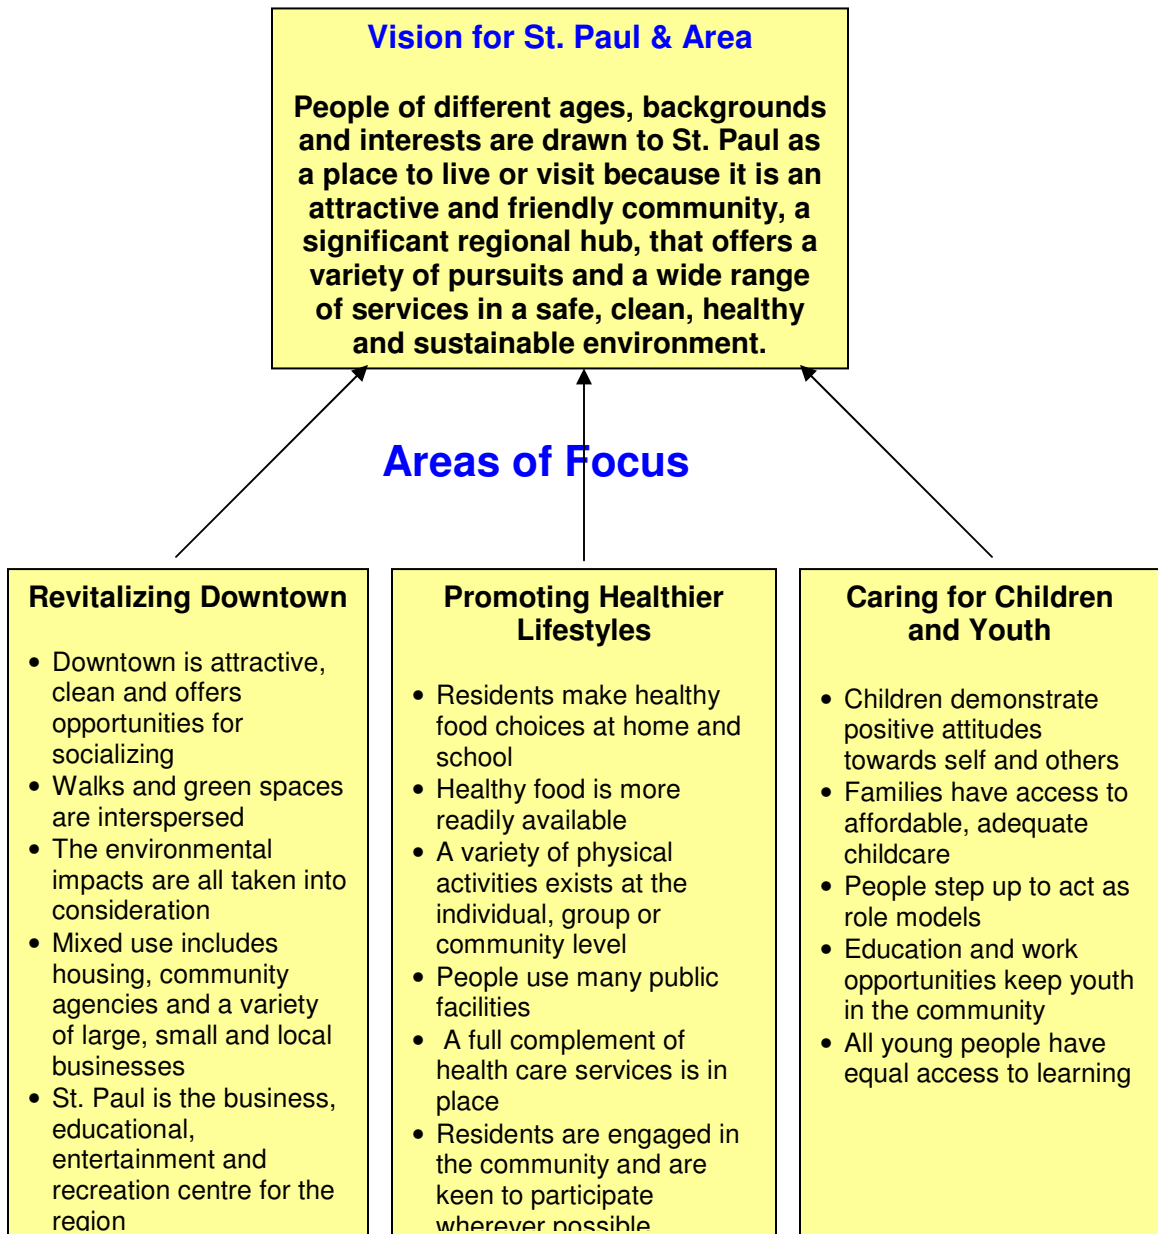 Vision for St. Paul & Area
People of different ages, backgrounds
and interests are drawn to St. Paul as
a place to live or visit because it is an
attractive and friendly community, a
significant regional hub, that offers a
variety of pursuits and a wide range
of services in a safe, clean, healthy
and sustainable environment.
Areas of Focus
Revitalizing Downtown
• Downtown is attractive,
clean and offers
opportunities for
socializing
• Walks and green spaces
are interspersed
• The environmental
impacts are all taken into
consideration
• Mixed use includes
housing, community
agencies and a variety
of large, small and local
businesses
• St. Paul is the business,
educational,
entertainment and
recreation centre for the
region
Promoting Healthier
Lifestyles
• Residents make healthy
food choices at home and
school
• Healthy food is more
readily available
• A variety of physical
activities exists at the
individual, group or
community level
• People use many public
facilities
• A full complement of
health care services is in
place
• Residents are engaged in
the community and are
keen to participate
wherever possible
Caring for Children
and Youth
• Children demonstrate
positive attitudes
towards self and others
• Families have access to
affordable, adequate
childcare
• People step up to act as
role models
• Education and work
opportunities keep youth
in the community
• All young people have
equal access to learning